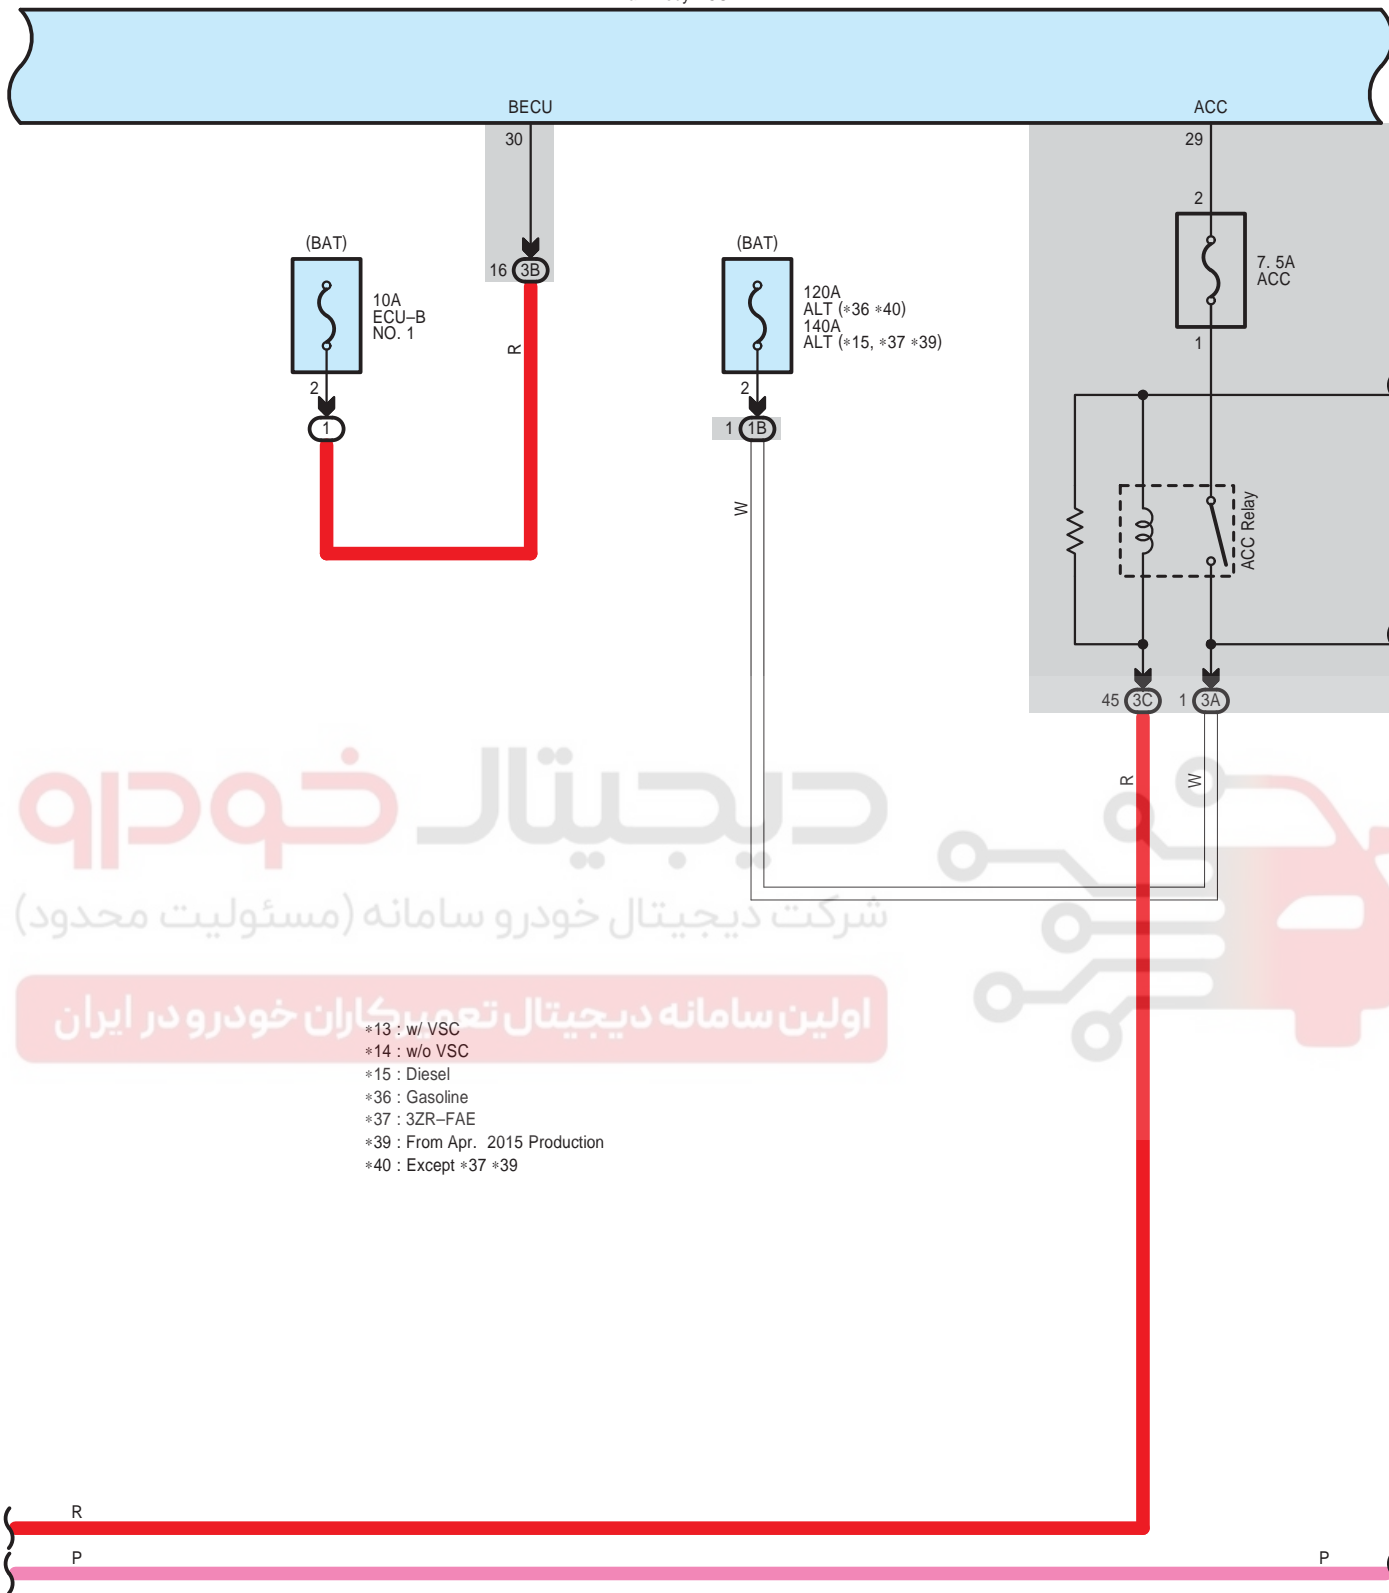 BECU
ACC
30
29
2
(BAT)
(BAT)
16 3B
10A
ECU–B
NO. 1
120A
ALT (*36 *40)
140A
ALT (*15, *37 *39)
7. 5A
ACC
R
1
2
2
1
1 1B
W
ACC Relay
45 3C
1 3A
R
W
دیجیتال خودرو
شرکت دیجیتال خودرو سامانه (مسئولیت محدود)
اولین سامانه دیجیتال تعمیرکاران خودرو در ایران
*13 : w/ VSC
*14 : w/o VSC
*15 : Diesel
*36 : Gasoline
*37 : 3ZR–FAE
*39 : From Apr. 2015 Production
*40 : Except *37 *39
R
P
P